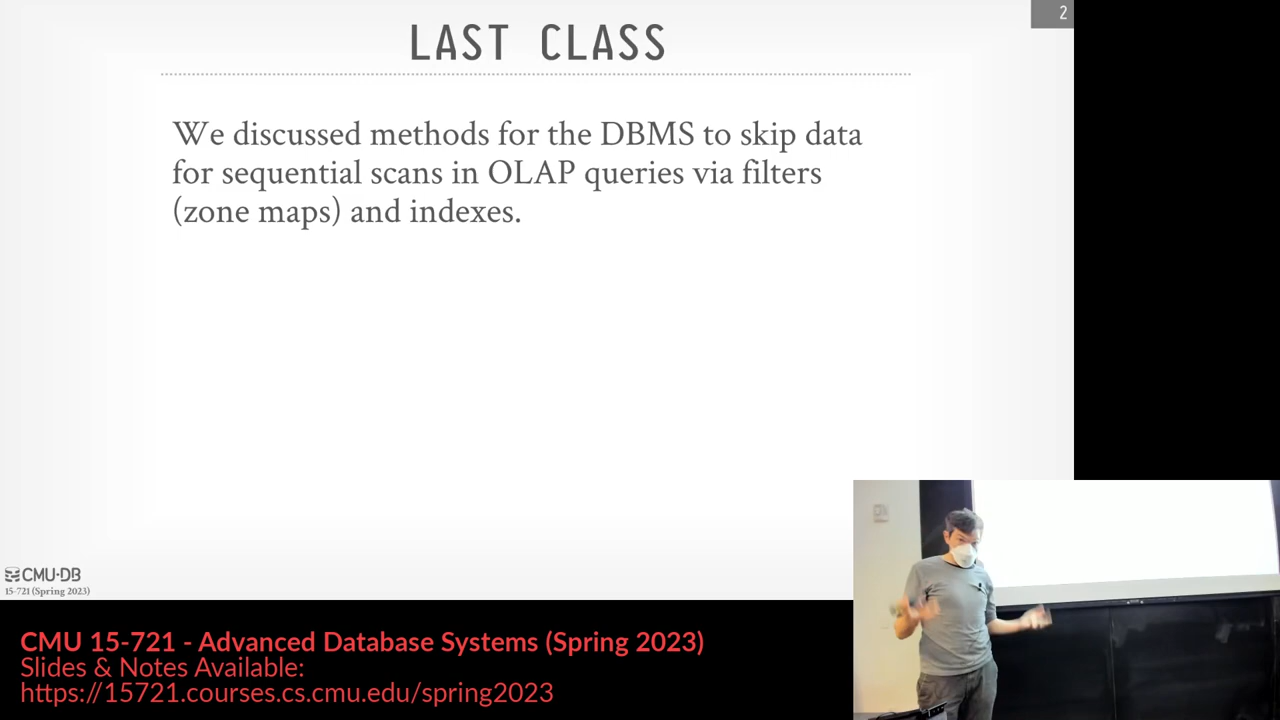 2
LAST CLASS
We discussed methods for the DBMS to skip data
for sequential scans in OLAP queries via filters
(zone maps) and indexes.
CMU·DB
15-721 (Spring 2023)
CMU 15-721 - Advanced Database Systems (Spring 2023)
Slides & Notes Available:
https://15721.courses.cs.cmu.edu/spring2023